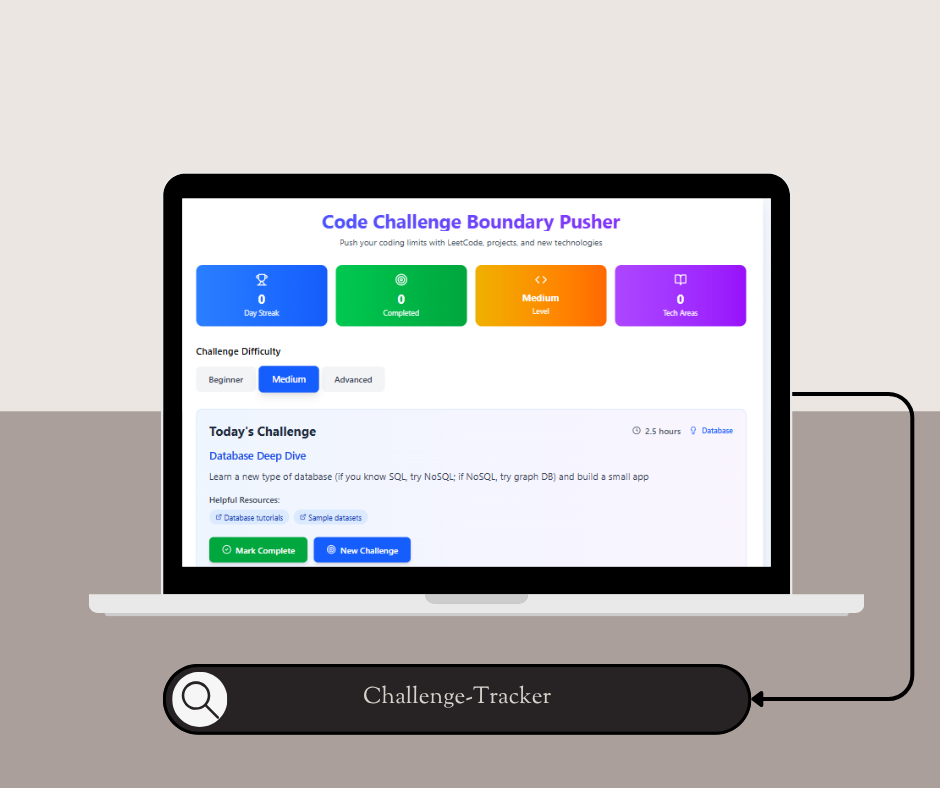 Code Challenge Boundary Pusher
Push your coding limits with LeetCode, projects, and new technologies
0
Day Streak
0
Completed
Medium
Level
0
Tech Areas
Challenge Difficulty
Beginner
Medium
Advanced
Today's Challenge
2.5 hours
Database
Database Deep Dive
Learn a new type of database (if you know SQL, try NoSQL; if NoSQL, try graph DB) and build a small app
Helpful Resources:
Database tutorials
Sample datasets
Mark Complete
New Challenge
Challenge-Tracker